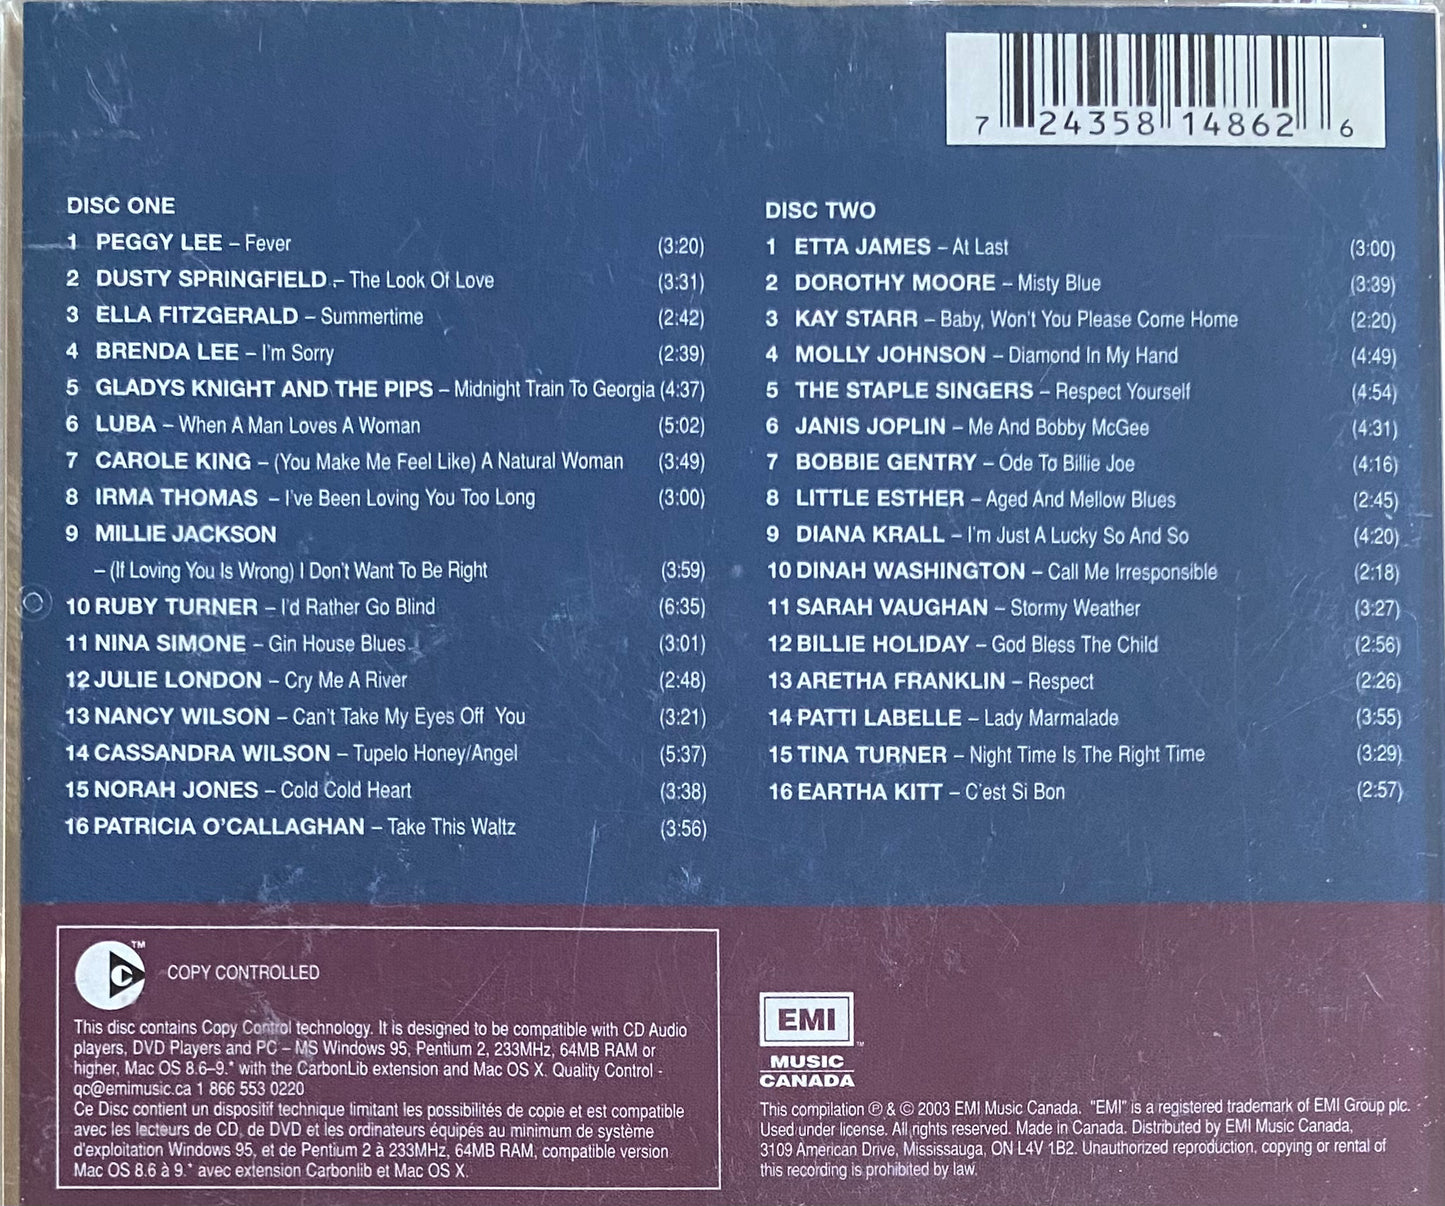 7 24358 14862 6
DISC ONE
1 PEGGY LEE – Fever (3:20)
2 DUSTY SPRINGFIELD – The Look Of Love (3:31)
3 ELLA FITZGERALD – Summertime (2:42)
4 BRENDA LEE – I'm Sorry (2:39)
5 GLADYS KNIGHT AND THE PIPS – Midnight Train To Georgia (4:37)
6 LUBA – When A Man Loves A Woman (5:02)
7 CAROLE KING – (You Make Me Feel Like) A Natural Woman (3:49)
8 IRMA THOMAS – I've Been Loving You Too Long (3:00)
9 MILLIE JACKSON
– (If Loving You Is Wrong) I Don't Want To Be Right (3:59)
10 RUBY TURNER – I'd Rather Go Blind (6:35)
11 NINA SIMONE – Gin House Blues (3:01)
12 JULIE LONDON – Cry Me A River (2:48)
13 NANCY WILSON – Can't Take My Eyes Off You (3:21)
14 CASSANDRA WILSON – Tupelo Honey/Angel (5:37)
15 NORAH JONES – Cold Cold Heart (3:38)
16 PATRICIA O'CALLAGHAN – Take This Waltz (3:56)
DISC TWO
1 ETTA JAMES – At Last (3:00)
2 DOROTHY MOORE – Misty Blue (3:39)
3 KAY STARR – Baby, Won't You Please Come Home (2:20)
4 MOLLY JOHNSON – Diamond In My Hand (4:49)
5 THE STAPLE SINGERS – Respect Yourself (4:54)
6 JANIS JOPLIN – Me And Bobby McGee (4:31)
7 BOBBIE GENTRY – Ode To Billie Joe (4:16)
8 LITTLE ESTHER – Aged And Mellow Blues (2:45)
9 DIANA KRALL – I'm Just A Lucky So And So (4:20)
10 DINAH WASHINGTON – Call Me Irresponsible (2:18)
11 SARAH VAUGHAN – Stormy Weather (3:27)
12 BILLIE HOLIDAY – God Bless The Child (2:56)
13 ARETHA FRANKLIN – Respect (2:26)
14 PATTI LABELLE – Lady Marmalade (3:55)
15 TINA TURNER – Night Time Is The Right Time (3:29)
16 EARTHA KITT – C'est Si Bon (2:57)
C ™ COPY CONTROLLED
This disc contains Copy Control technology. It is designed to be compatible with CD Audio
players, DVD Players and PC – MS Windows 95, Pentium 2, 233MHz, 64MB RAM or
higher, Mac OS 8.6–9.* with the CarbonLib extension and Mac OS X. Quality Control -
qc@emimusic.ca 1 866 553 0220
Ce Disc contient un dispositif technique limitant les possibilités de copie et est compatible
avec les lecteurs de CD, de DVD et les ordinateurs équipés au minimum de système
d'exploitation Windows 95, et de Pentium 2 à 233MHz, 64MB RAM, compatible version
Mac OS 8.6 à 9.* avec extension Carbonlib et Mac OS X.
EMI ™
MUSIC
CANADA
This compilation ℗ & © 2003 EMI Music Canada. "EMI" is a registered trademark of EMI Group plc.
Used under license. All rights reserved. Made in Canada. Distributed by EMI Music Canada,
3109 American Drive, Mississauga, ON L4V 1B2. Unauthorized reproduction, copying or rental of
this recording is prohibited by law.